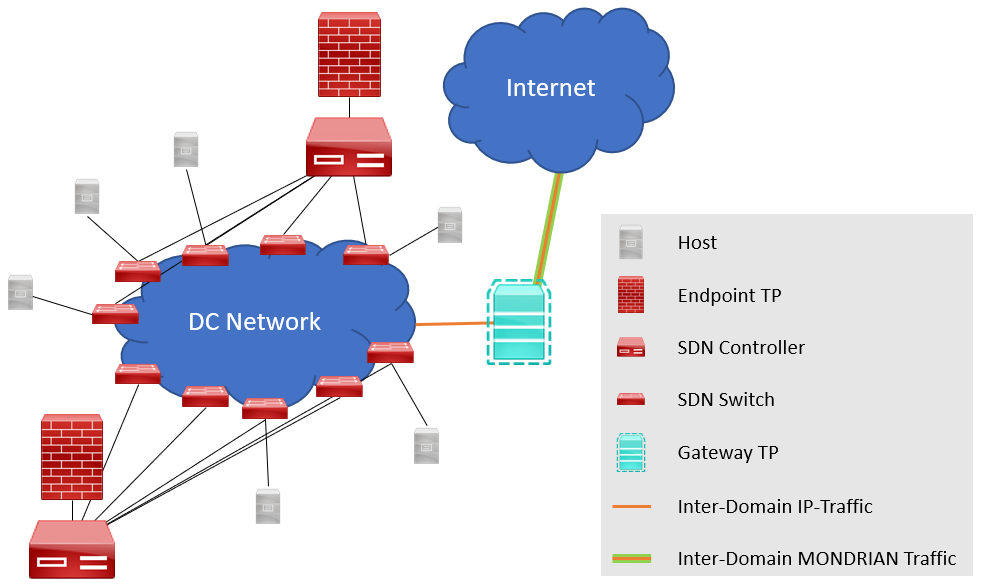 Internet
DC Network
Host
Endpoint TP
SDN Controller
SDN Switch
Gateway TP
Inter-Domain IP-Traffic
Inter-Domain MONDRIAN Traffic